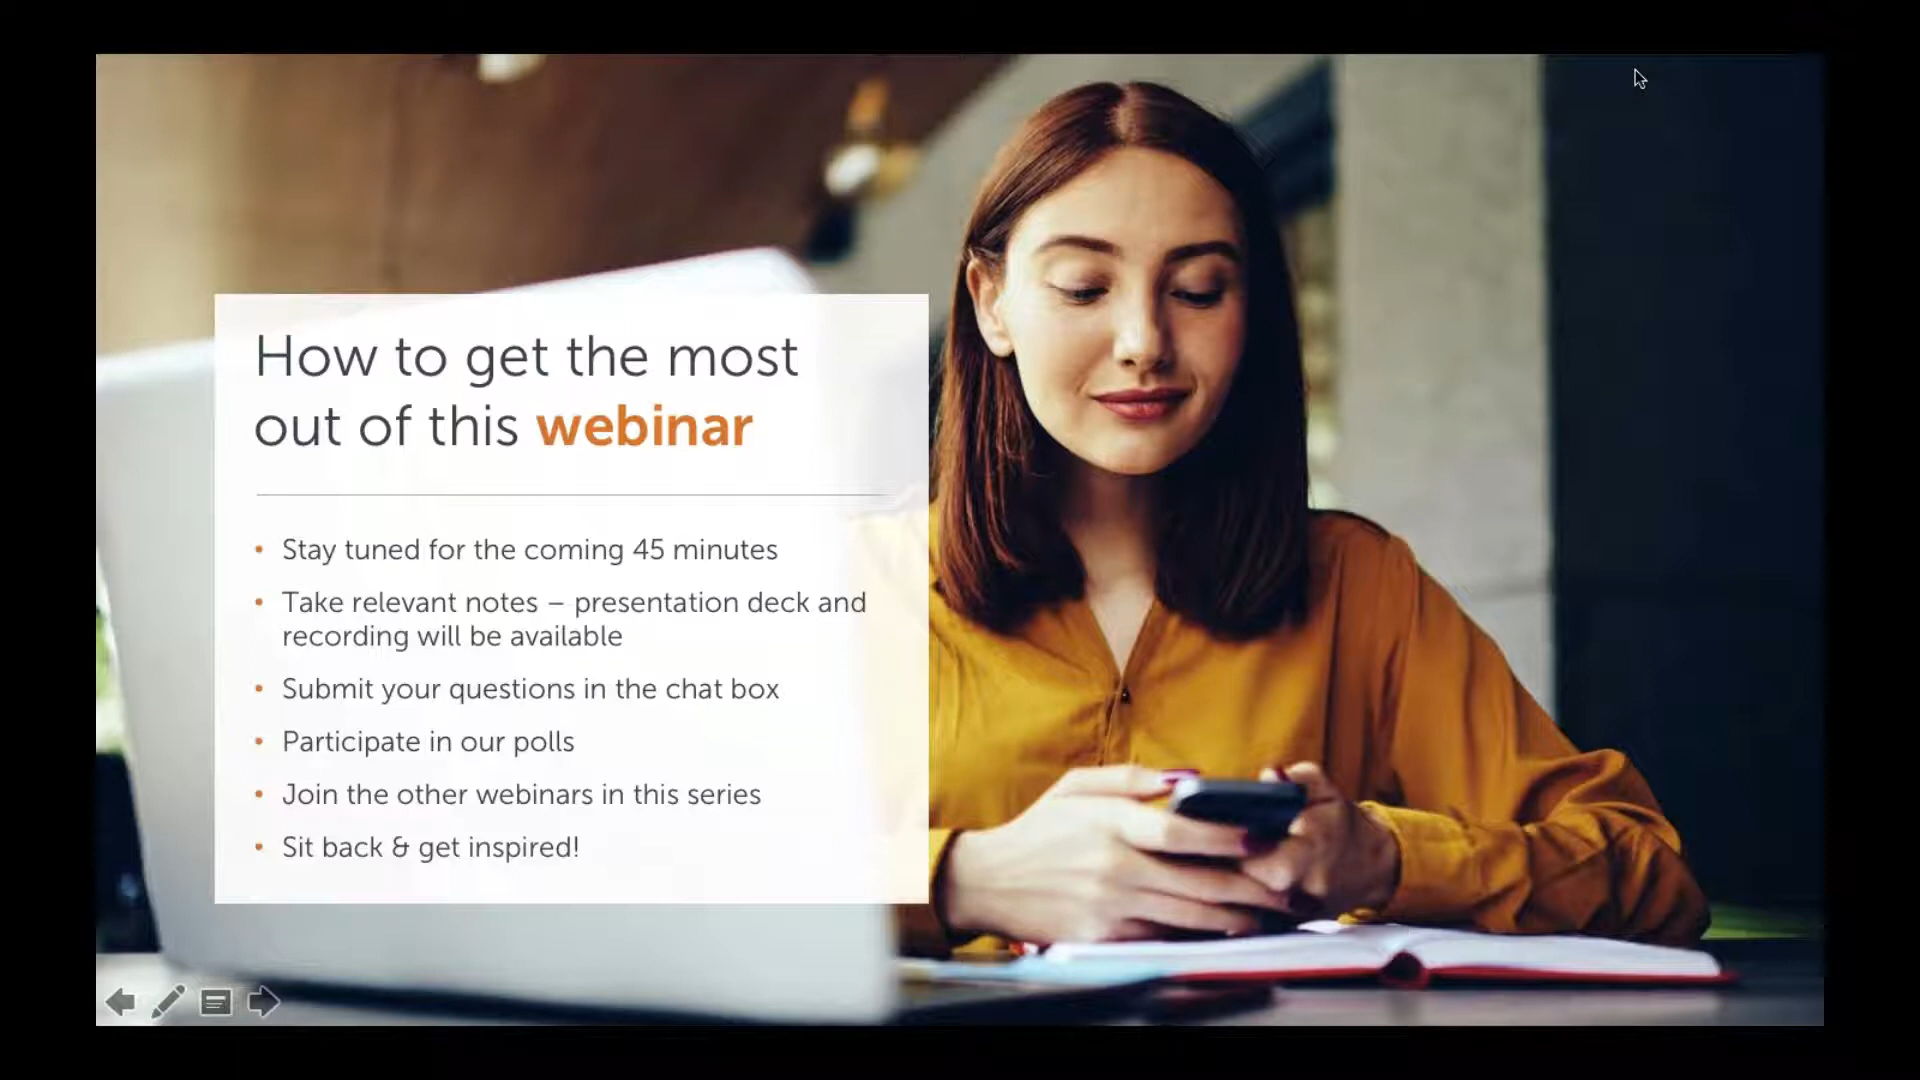 How to get the most
out of this webinar
• Stay tuned for the coming 45 minutes
• Take relevant notes – presentation deck and
recording will be available
• Submit your questions in the chat box
• Participate in our polls
• Join the other webinars in this series
• Sit back & get inspired!